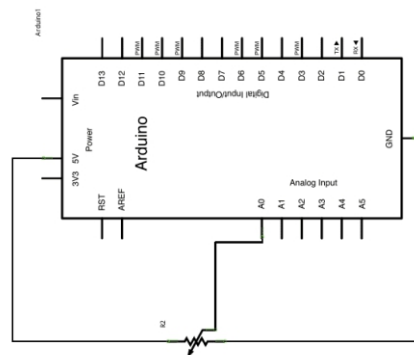 Arduino1
D13
D12
D11
PWM
D10
PWM
D9
PWM
D8
D7
D6
PWM
D5
PWM
D4
D3
PWM
D2
D1
TX
D0
RX
Digital Input/Output
Vin
Power
5V
3V3
Arduino
RST
AREF
Analog Input
A0
A1
A2
A3
A4
A5
GND
R2